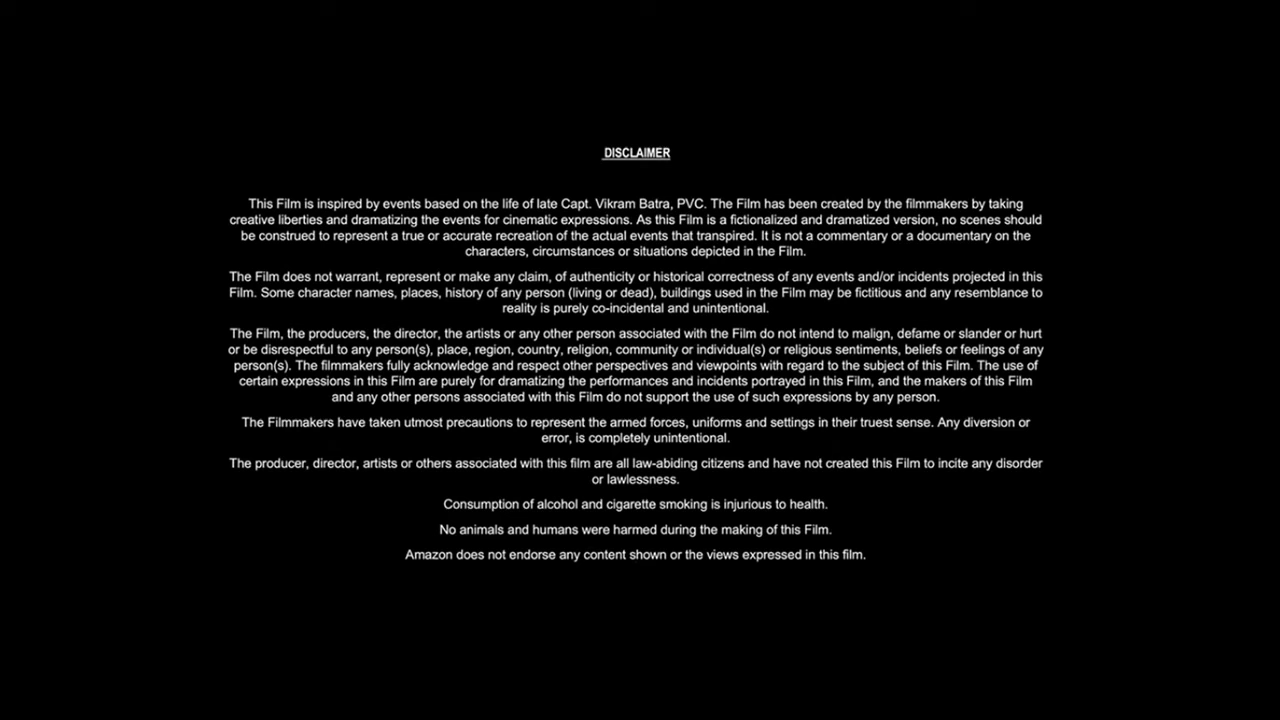 DISCLAIMER
This Film is inspired by events based on the life of late Capt. Vikram Batra, PVC. The Film has been created by the filmmakers by taking
creative liberties and dramatizing the events for cinematic expressions. As this Film is a fictionalized and dramatized version, no scenes should
be construed to represent a true or accurate recreation of the actual events that transpired. It is not a commentary or a documentary on the
characters, circumstances or situations depicted in the Film.
The Film does not warrant, represent or make any claim, of authenticity or historical correctness of any events and/or incidents projected in this
Film. Some character names, places, history of any person (living or dead), buildings used in the Film may be fictitious and any resemblance to
reality is purely co-incidental and unintentional.
The Film, the producers, the director, the artists or any other person associated with the Film do not intend to malign, defame or slander or hurt
or be disrespectful to any person(s), place, region, country, religion, community or individual(s) or religious sentiments, beliefs or feelings of any
person(s). The filmmakers fully acknowledge and respect other perspectives and viewpoints with regard to the subject of this Film. The use of
certain expressions in this Film are purely for dramatizing the performances and incidents portrayed in this Film, and the makers of this Film
and any other persons associated with this Film do not support the use of such expressions by any person.
The Filmmakers have taken utmost precautions to represent the armed forces, uniforms and settings in their truest sense. Any diversion or
error, is completely unintentional.
The producer, director, artists or others associated with this film are all law-abiding citizens and have not created this Film to incite any disorder
or lawlessness.
Consumption of alcohol and cigarette smoking is injurious to health.
No animals and humans were harmed during the making of this Film.
Amazon does not endorse any content shown or the views expressed in this film.